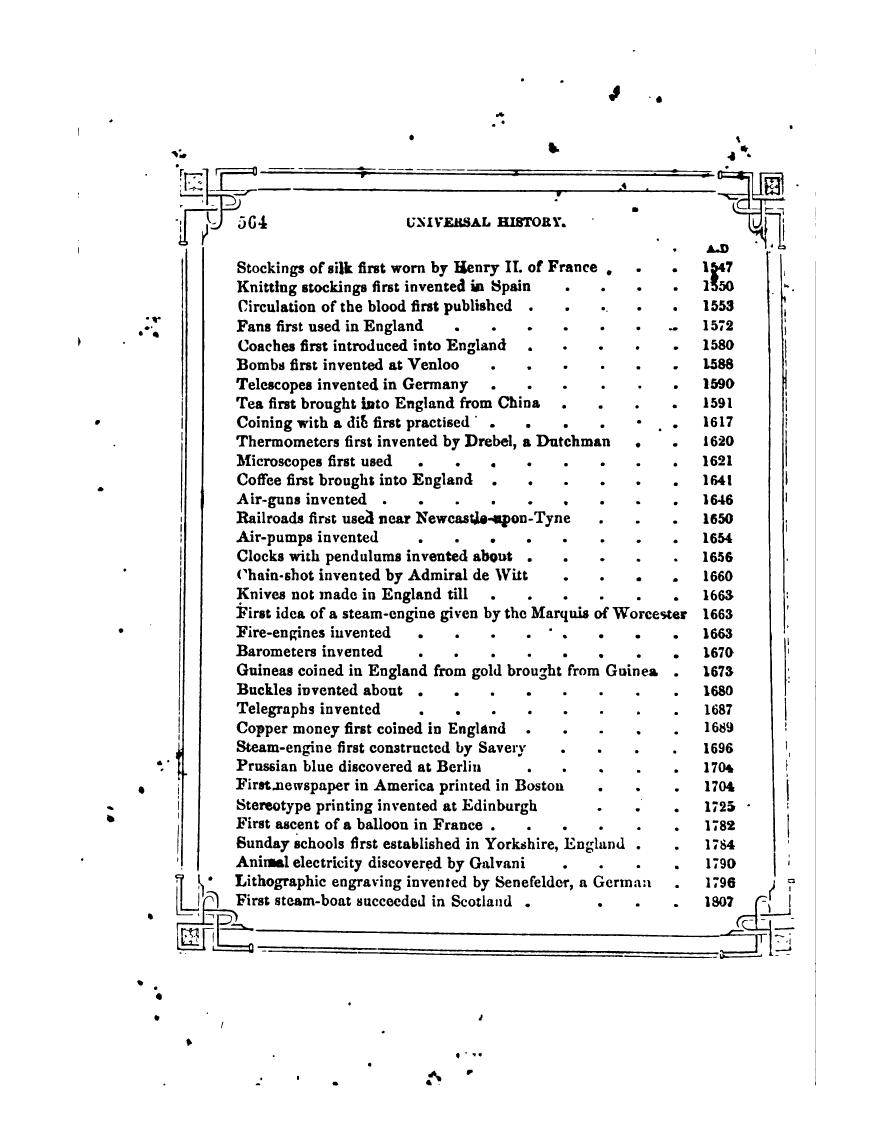 564 UNIVERSAL HISTORY.
A.D
Stockings of silk first worn by Henry II. of France . . . 1547
Knitting stockings first invented in Spain . . . . 1550
Circulation of the blood first published . . . . . 1553
Fans first used in England . . . . . . . 1572
Coaches first introduced into England . . . . . 1580
Bombs first invented at Venloo . . . . . . 1588
Telescopes invented in Germany . . . . . . 1590
Tea first brought into England from China . . . . 1591
Coining with a die first practised . . . . . . 1617
Thermometers first invented by Drebel, a Dutchman . . 1620
Microscopes first used . . . . . . . . 1621
Coffee first brought into England . . . . . . 1641
Air-guns invented . . . . . . . . . 1646
Railroads first used near Newcastle-upon-Tyne . . . 1650
Air-pumps invented . . . . . . . . 1654
Clocks with pendulums invented about . . . . . 1656
Chain-shot invented by Admiral de Witt . . . . 1660
Knives not made in England till . . . . . . 1663
First idea of a steam-engine given by the Marquis of Worcester 1663
Fire-engines invented . . . . . . . . 1663
Barometers invented . . . . . . . . 1670
Guineas coined in England from gold brought from Guinea . 1673
Buckles invented about . . . . . . . . 1680
Telegraphs invented . . . . . . . . 1687
Copper money first coined in England . . . . . 1689
Steam-engine first constructed by Savery . . . . 1696
Prussian blue discovered at Berlin . . . . . 1704
First newspaper in America printed in Boston . . . 1704
Stereotype printing invented at Edinburgh . . . 1725
First ascent of a balloon in France . . . . . . 1782
Sunday schools first established in Yorkshire, England . . 1784
Animal electricity discovered by Galvani . . . . 1790
Lithographic engraving invented by Senefelder, a German . 1796
First steam-boat succeeded in Scotland . . . . 1807